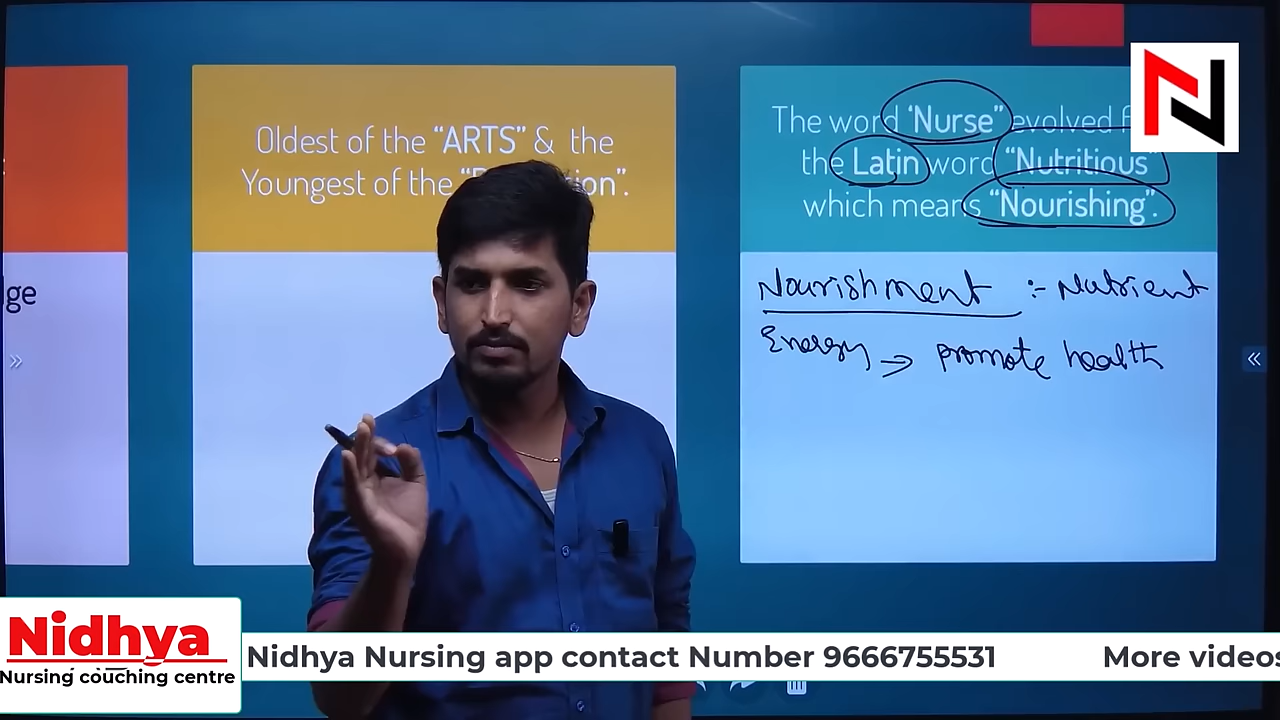 ge
Oldest of the “ARTS” & the
Youngest of the
The word ‘Nurse” evolved
the Latin word “Nutritious”
which means “Nourishing”.
Nourishment :- Nutrient
Energy → promote health
Nidhya
Nursing couching centre
Nidhya Nursing app contact Number 9666755531
More videos